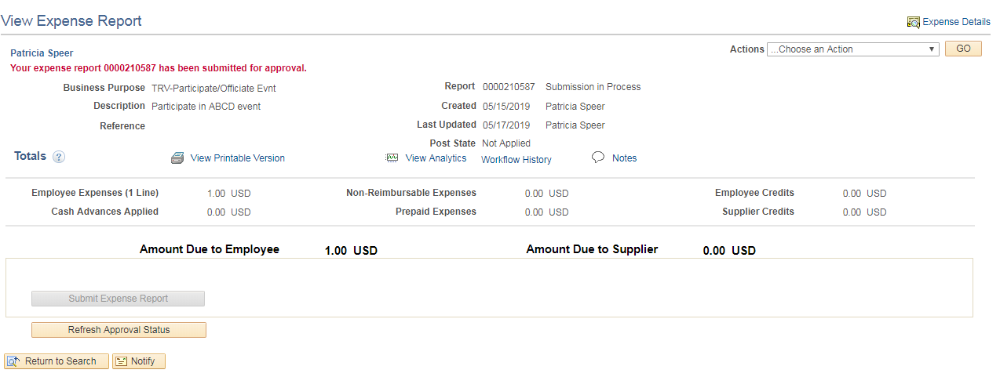 View Expense Report
Expense Details
Patricia Speer
Actions ...Choose an Action GO
Your expense report 0000210587 has been submitted for approval.
Business Purpose TRV-Participate/Officiate Evnt
Report 0000210587 Submission in Process
Description Participate in ABCD event
Created 05/15/2019 Patricia Speer
Reference
Last Updated 05/17/2019 Patricia Speer
Post State Not Applied
Totals ? View Printable Version View Analytics Workflow History Notes
Employee Expenses (1 Line) 1.00 USD Non-Reimbursable Expenses 0.00 USD Employee Credits 0.00 USD
Cash Advances Applied 0.00 USD Prepaid Expenses 0.00 USD Supplier Credits 0.00 USD
Amount Due to Employee 1.00 USD Amount Due to Supplier 0.00 USD
Submit Expense Report
Refresh Approval Status
Return to Search Notify